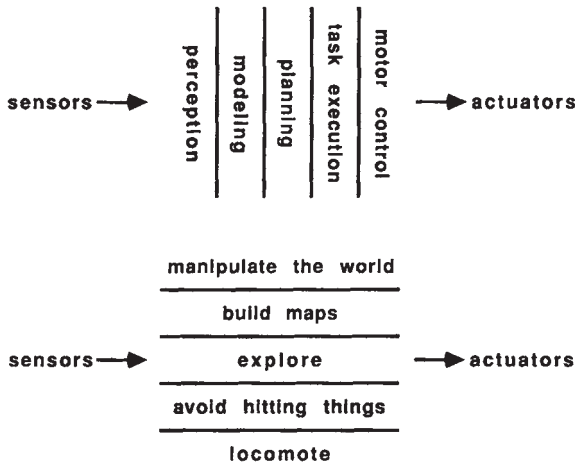 sensors
perception
modeling
planning
task execution
motor control
actuators
manipulate the world
build maps
sensors
explore
actuators
avoid hitting things
locomote